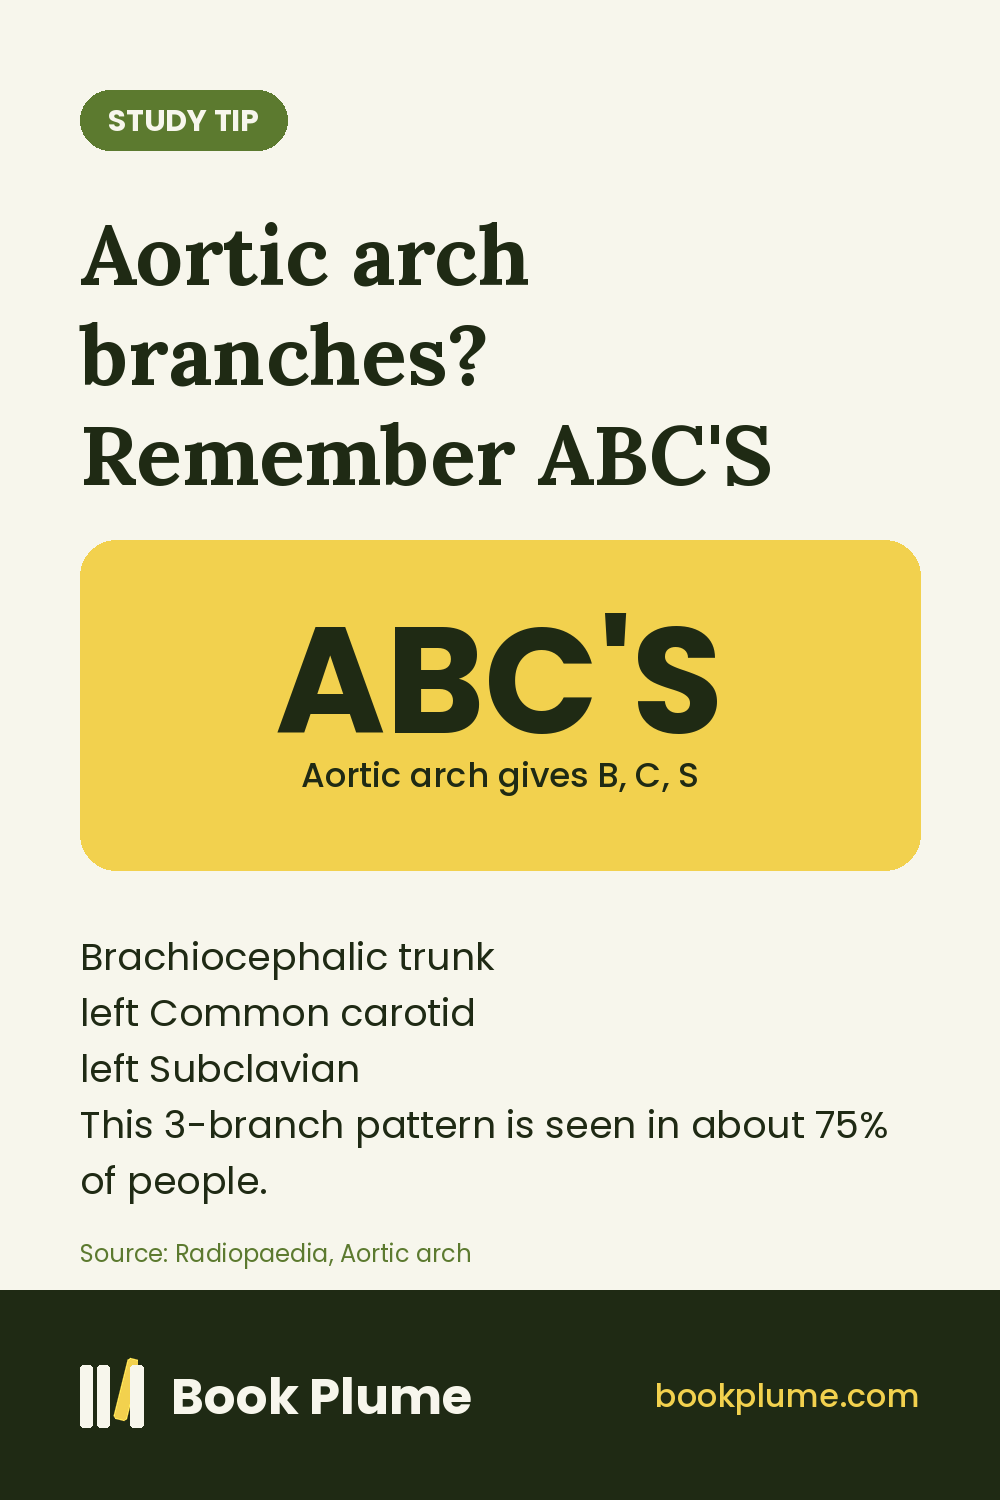 STUDY TIP
Aortic arch
branches?
Remember ABC'S
ABC'S
Aortic arch gives B, C, S
Brachiocephalic trunk
left Common carotid
left Subclavian
This 3-branch pattern is seen in about 75%
of people.
Source: Radiopaedia, Aortic arch
Book Plume
bookplume.com